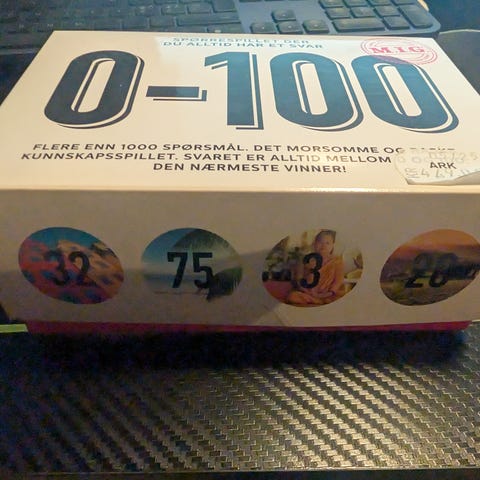 SPØRRESPILLET DER
DU ALLTID HAR ET SVAR
MIG
0-100
FLERE ENN 1000 SPØRSMÅL. DET MORSOMME OG
KUNNSKAPSSPILLET. SVARET ER ALLTID MELLOM
DEN NÆRMESTE VINNER!
ARK
32
75
3
28